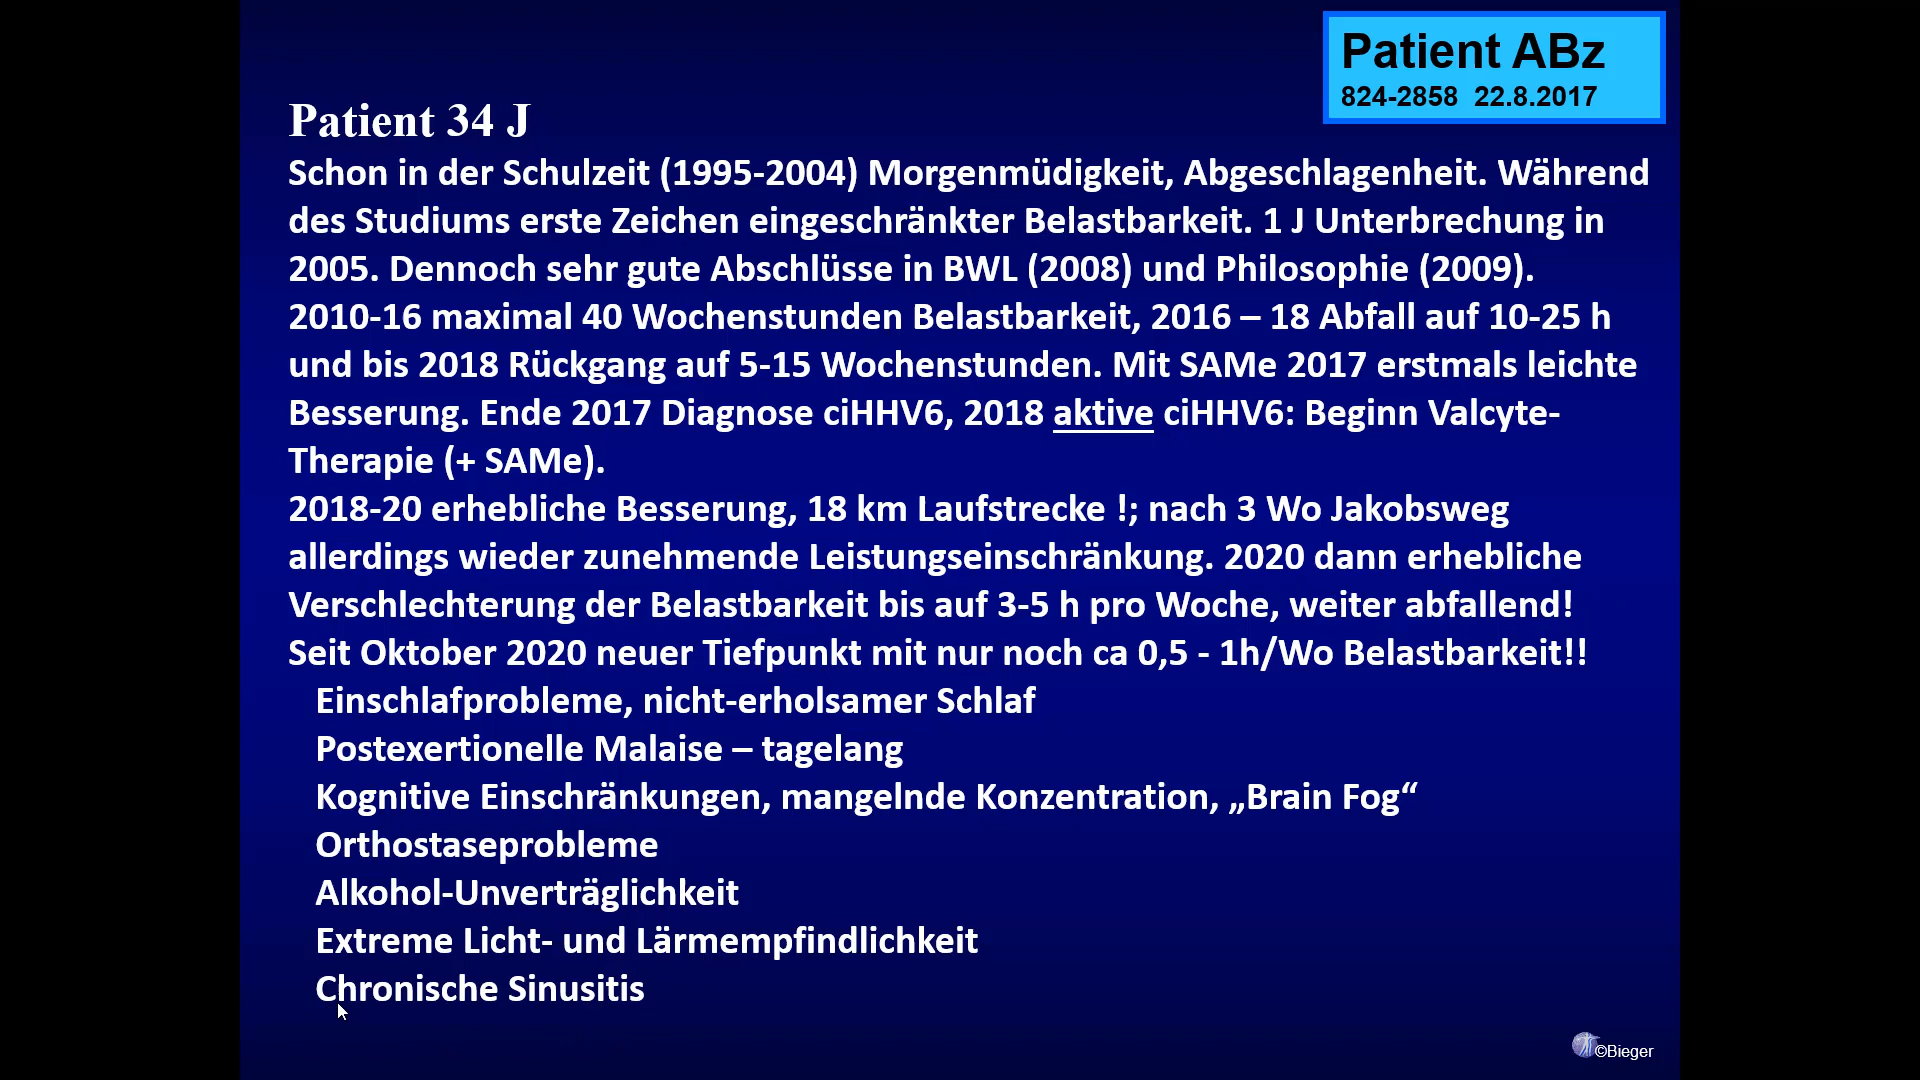 Patient ABz
824-2858 22.8.2017
Patient 34 J
Schon in der Schulzeit (1995-2004) Morgenmüdigkeit, Abgeschlagenheit. Während
des Studiums erste Zeichen eingeschränkter Belastbarkeit. 1 J Unterbrechung in
2005. Dennoch sehr gute Abschlüsse in BWL (2008) und Philosophie (2009).
2010-16 maximal 40 Wochenstunden Belastbarkeit, 2016 – 18 Abfall auf 10-25 h
und bis 2018 Rückgang auf 5-15 Wochenstunden. Mit SAMe 2017 erstmals leichte
Besserung. Ende 2017 Diagnose ciHHV6, 2018 aktive ciHHV6: Beginn Valcyte-
Therapie (+ SAMe).
2018-20 erhebliche Besserung, 18 km Laufstrecke !; nach 3 Wo Jakobsweg
allerdings wieder zunehmende Leistungseinschränkung. 2020 dann erhebliche
Verschlechterung der Belastbarkeit bis auf 3-5 h pro Woche, weiter abfallend!
Seit Oktober 2020 neuer Tiefpunkt mit nur noch ca 0,5 - 1h/Wo Belastbarkeit!!
Einschlafprobleme, nicht-erholsamer Schlaf
Postexertionelle Malaise – tagelang
Kognitive Einschränkungen, mangelnde Konzentration, „Brain Fog“
Orthostaseprobleme
Alkohol-Unverträglichkeit
Extreme Licht- und Lärmempfindlichkeit
Chronische Sinusitis
©Bieger